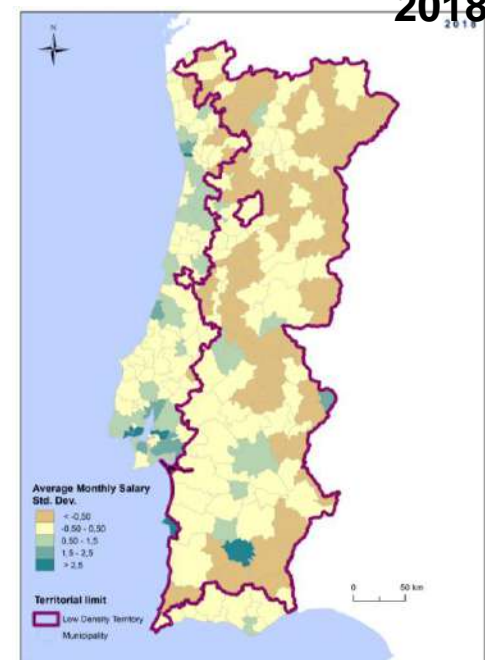 2018
2018
N
Average Monthly Salary
Std. Dev.
< -0,50
-0,50 - 0,50
0,50 - 1,5
1,5 - 2,5
> 2,5
Territorial limit
Low Density Territory
Municipality
0 50 km